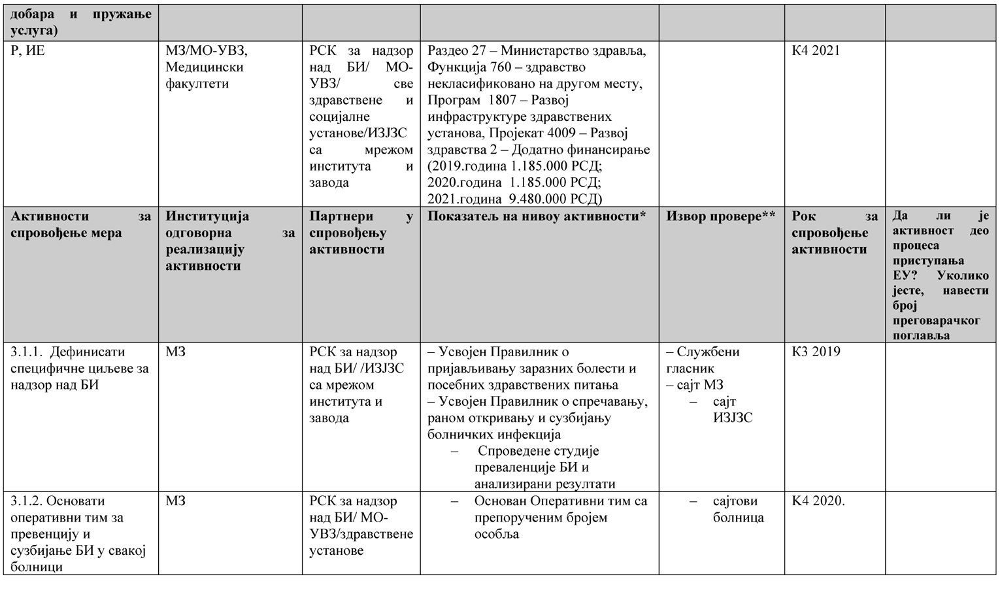 добара и пружање
услуга)
Р, ИЕ
МЗ/МО-УВЗ,
Медицински
факултети
РСК за надзор
над БИ/ МО-
УВЗ/ све
здравствене и
социјалне
установе/ИЗЈЗС
са мрежом
института и
завода
Раздео 27 – Министарство здравља,
Функција 760 – здравство
некласификовано на другом месту,
Програм 1807 – Развој
инфраструктуре здравствених
установа, Пројекат 4009 – Развој
здравства 2 – Додатно финансирање
(2019.година 1.185.000 РСД;
2020.година 1.185.000 РСД;
2021.година 9.480.000 РСД)
К4 2021
Активности за
спровођење мера
Институција
одговорна за
реализацију
активности
Партнери у
спровођењу
активности
Показатељ на нивоу активности*
Извор провере**
Рок за
спровођење
активности
Да ли је
активност део
процеса
приступања
ЕУ? Уколико
јесте, навести
број
преговарачког
поглавља
3.1.1. Дефинисати
специфичне циљеве за
надзор над БИ
МЗ
РСК за надзор
над БИ/ /ИЗЈЗС
са мрежом
института и
завода
– Усвојен Правилник о
пријављивању заразних болести и
посебних здравствених питања
– Усвојен Правилник о спречавању,
раном откривању и сузбијању
болничких инфекција
– Спроведене студије
преваленције БИ и
анализирани резултати
– Службени
гласник
– сајт МЗ
– сајт
ИЗЈЗС
К3 2019
3.1.2. Основати
оперативни тим за
превенцију и
сузбијање БИ у свакој
болници
МЗ
РСК за надзор
над БИ/ МО-
УВЗ/здравствене
установе
– Основан Оперативни тим са
препорученим бројем
особља
– сајтови
болница
К4 2020.